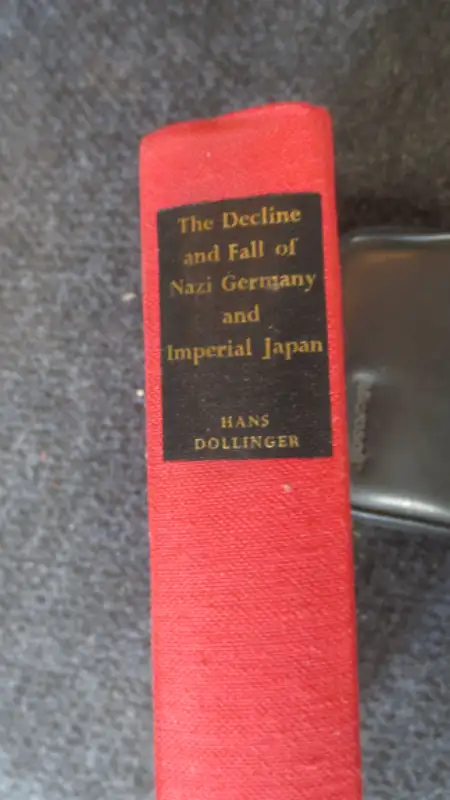 The Decline
and Fall of
Nazi Germany
and
Imperial Japan
HANS
DOLLINGER